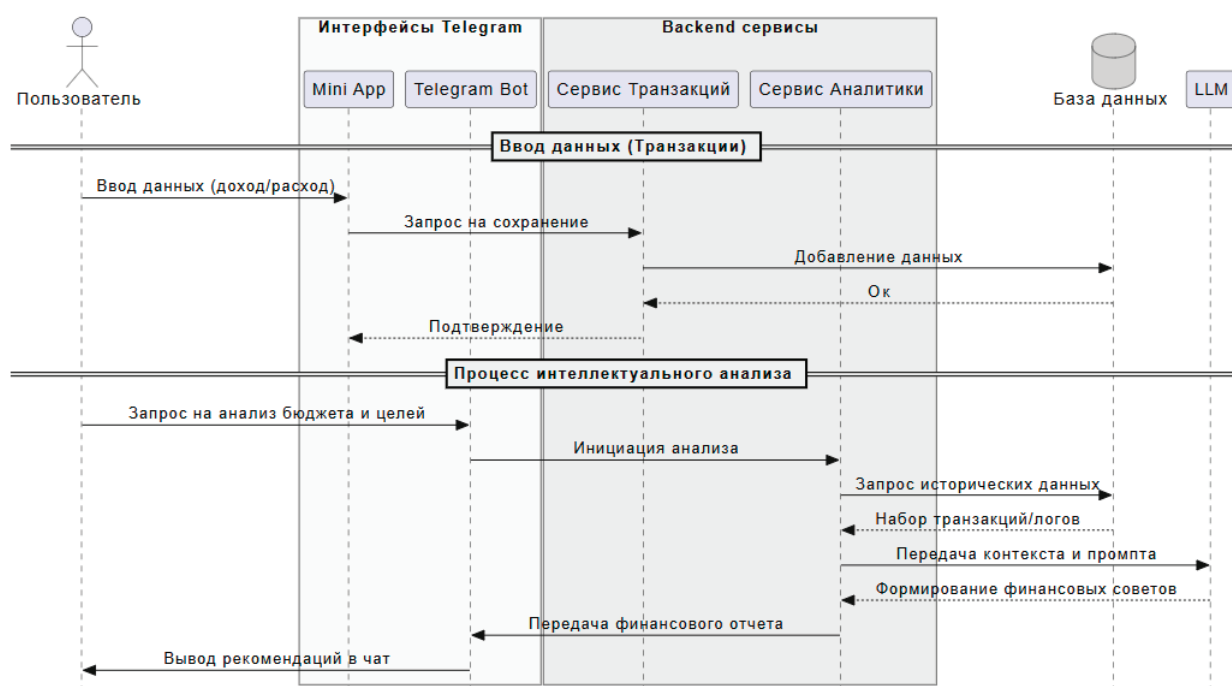 Интерфейсы Telegram
Backend сервисы
Пользователь
Mini App
Telegram Bot
Сервис Транзакций
Сервис Аналитики
База данных
LLM
Ввод данных (Транзакции)
Ввод данных (доход/расход)
Запрос на сохранение
Добавление данных
Ок
Подтверждение
Процесс интеллектуального анализа
Запрос на анализ бюджета и целей
Инициация анализа
Запрос исторических данных
Набор транзакций/логов
Передача контекста и промпта
Формирование финансовых советов
Передача финансового отчета
Вывод рекомендаций в чат